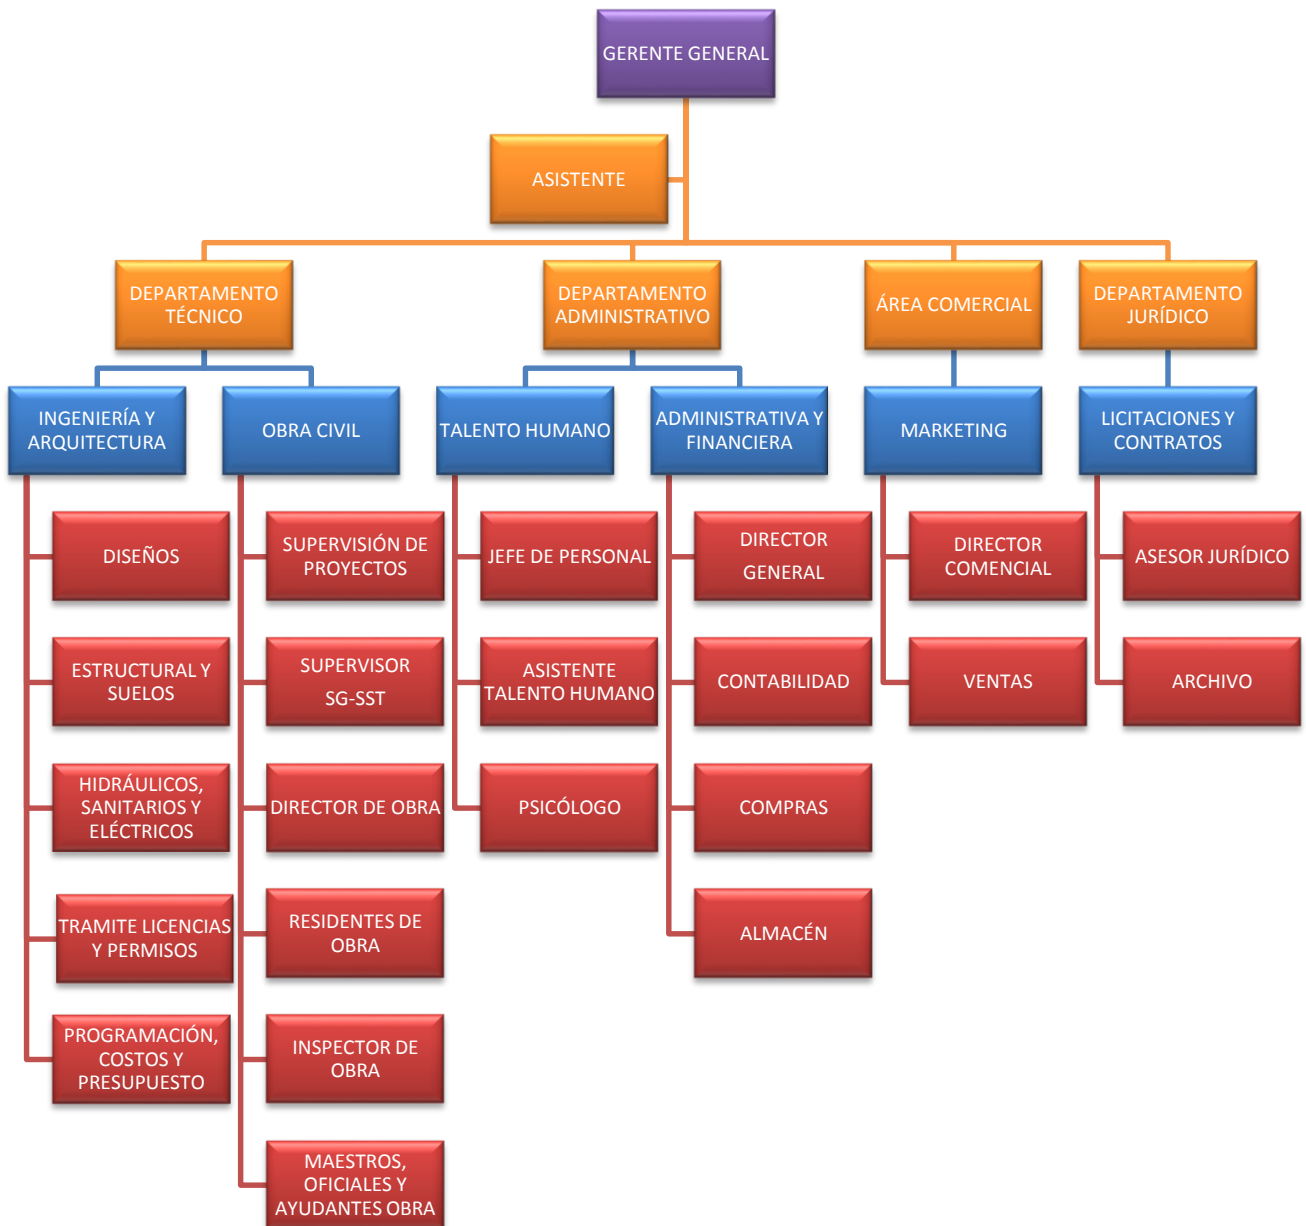 GERENTE GENERAL
ASISTENTE
DEPARTAMENTO
TÉCNICO
DEPARTAMENTO
ADMINISTRATIVO
ÁREA COMERCIAL
DEPARTAMENTO
JURÍDICO
INGENIERÍA Y
ARQUITECTURA
OBRA CIVIL
TALENTO HUMANO
ADMINISTRATIVA Y
FINANCIERA
MARKETING
LICITACIONES Y
CONTRATOS
DISEÑOS
SUPERVISIÓN DE
PROYECTOS
JEFE DE PERSONAL
DIRECTOR
GENERAL
DIRECTOR
COMENCIAL
ASESOR JURÍDICO
ESTRUCTURAL Y
SUELOS
SUPERVISOR
SG-SST
ASISTENTE
TALENTO HUMANO
CONTABILIDAD
VENTAS
ARCHIVO
HIDRÁULICOS,
SANITARIOS Y
ELÉCTRICOS
DIRECTOR DE OBRA
PSICÓLOGO
COMPRAS
TRAMITE LICENCIAS
Y PERMISOS
RESIDENTES DE
OBRA
ALMACÉN
PROGRAMACIÓN,
COSTOS Y
PRESUPUESTO
INSPECTOR DE
OBRA
MAESTROS,
OFICIALES Y
AYUDANTES OBRA